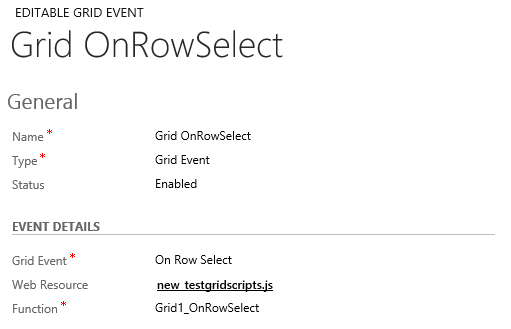 EDITABLE GRID EVENT
Grid OnRowSelect
General
Name * Grid OnRowSelect
Type * Grid Event
Status Enabled
EVENT DETAILS
Grid Event * On Row Select
Web Resource new_testgridscripts.js
Function * Grid1_OnRowSelect